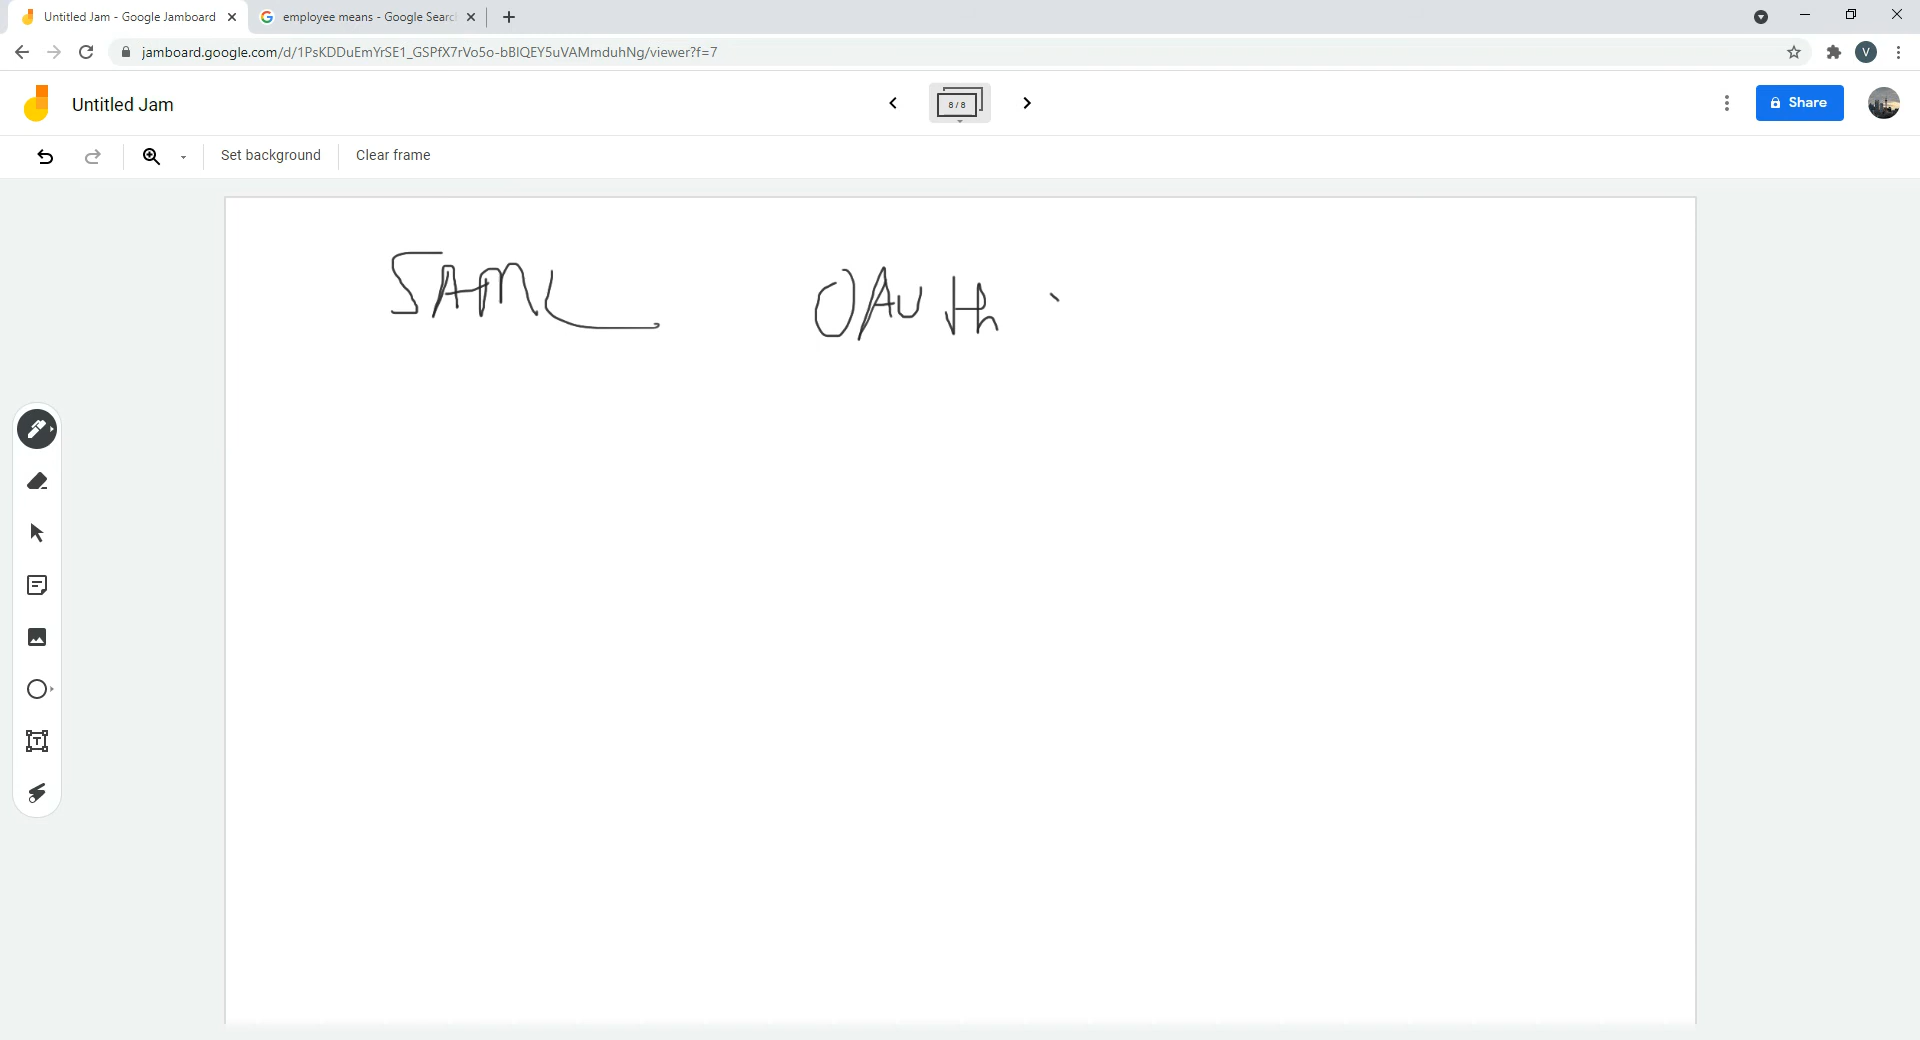 Untitled Jam - Google Jamboard
employee means - Google Searc
jamboard.google.com/d/1PsKDDuEmYrSE1_GSPfX7rVo5o-bBlQEY5uVAMmduhNg/viewer?f=7
V
Untitled Jam
8 / 8
Share
Set background
Clear frame
SAML OAuth